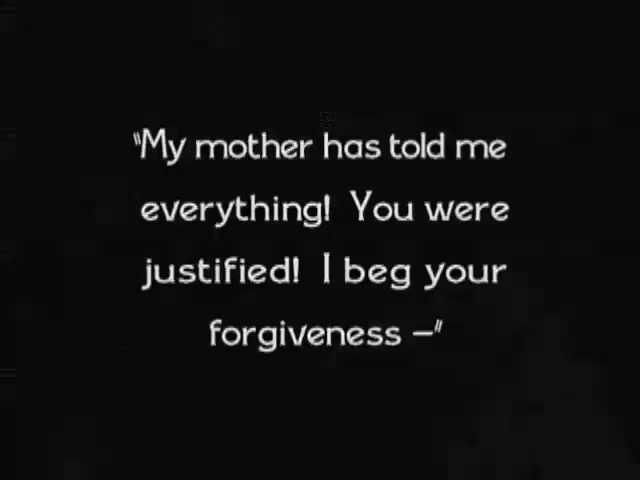 "My mother has told me
everything! You were
justified! I beg your
forgiveness —"